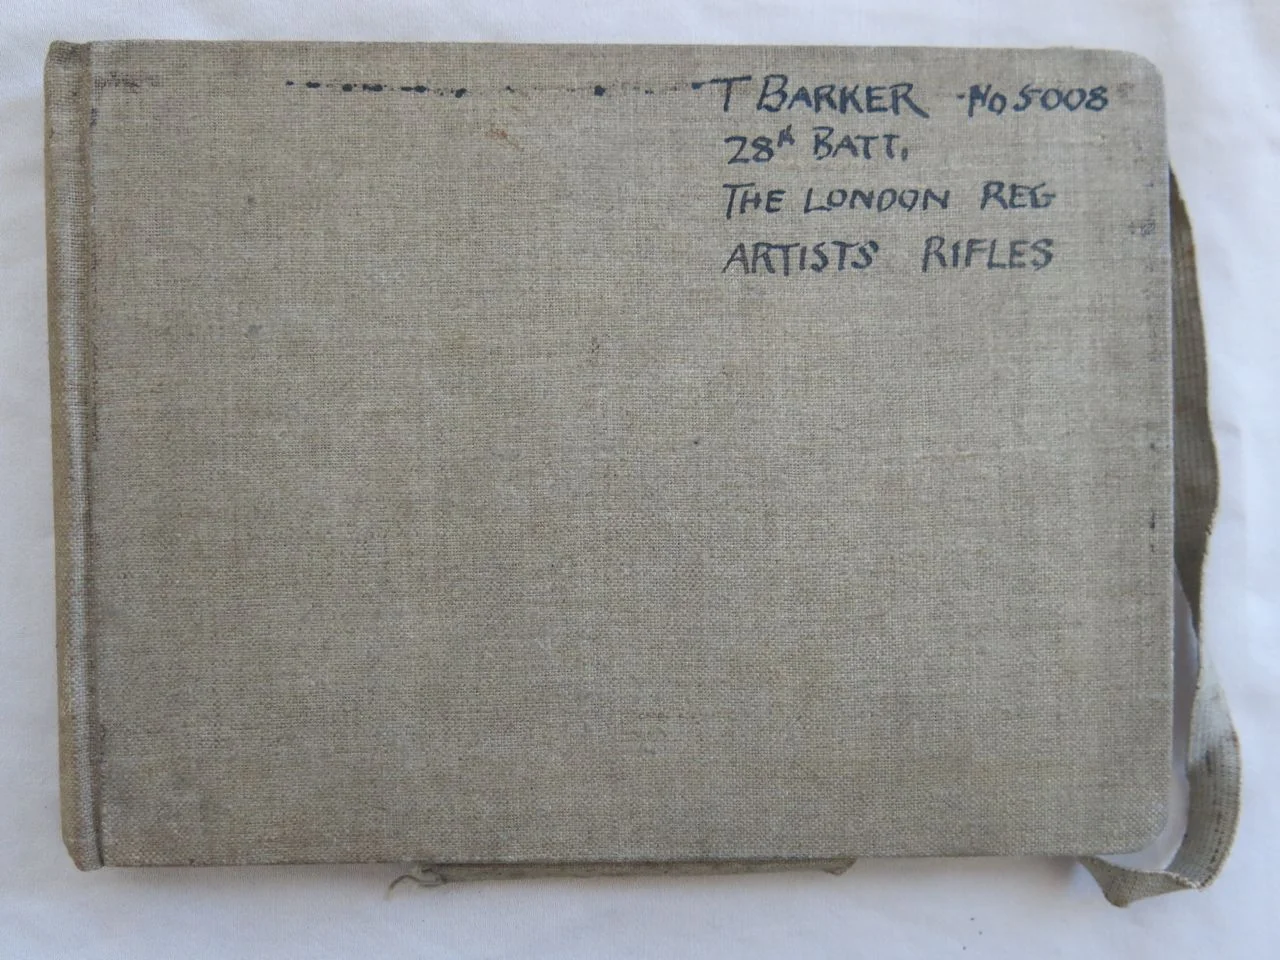 T BARKER - No 5008
28th BATT.
THE LONDON REG
ARTISTS RIFLES